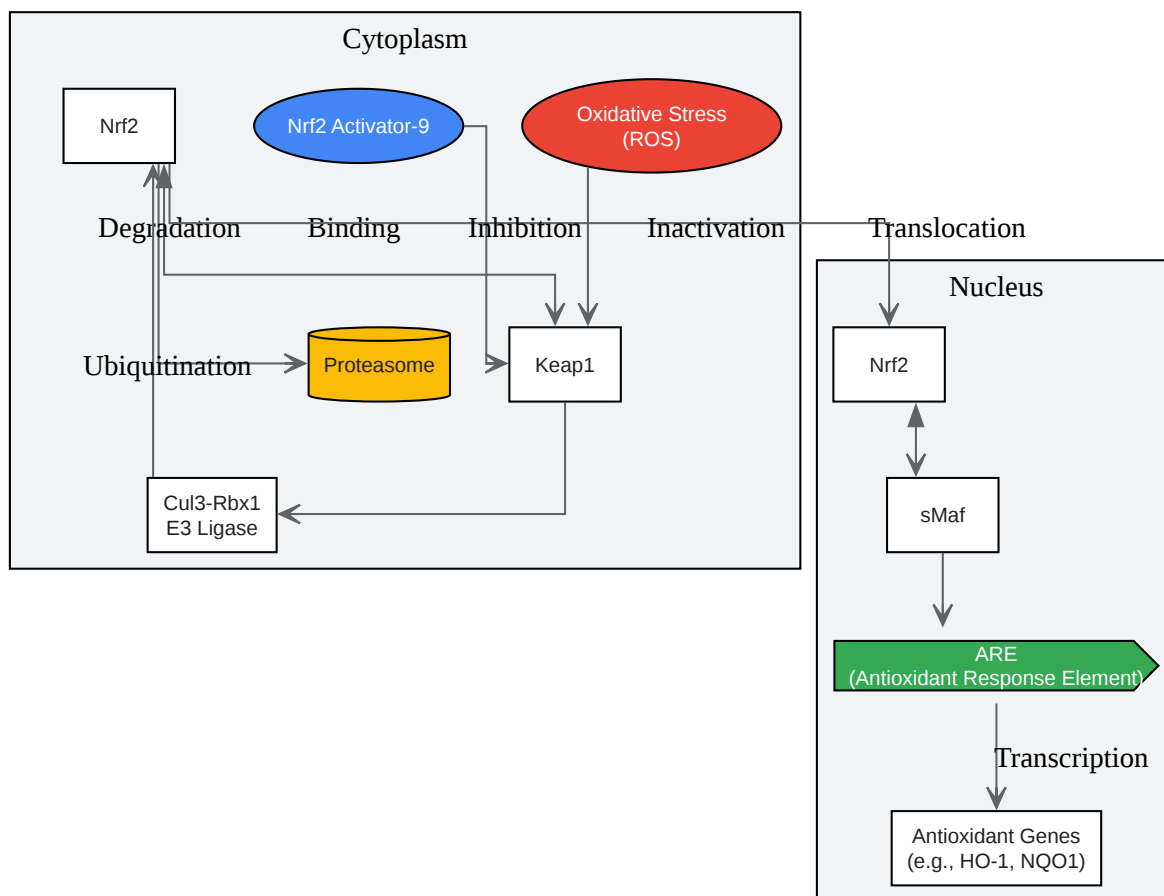 Cytoplasm
Nrf2
Nrf2 Activator-9
Oxidative Stress
(ROS)
Degradation
Binding
Inhibition
Inactivation
Translocation
Nucleus
Ubiquitination
Proteasome
Keap1
Nrf2
Cul3-Rbx1
E3 Ligase
sMaf
ARE
(Antioxidant Response Element)
Transcription
Antioxidant Genes
(e.g., HO-1, NQO1)